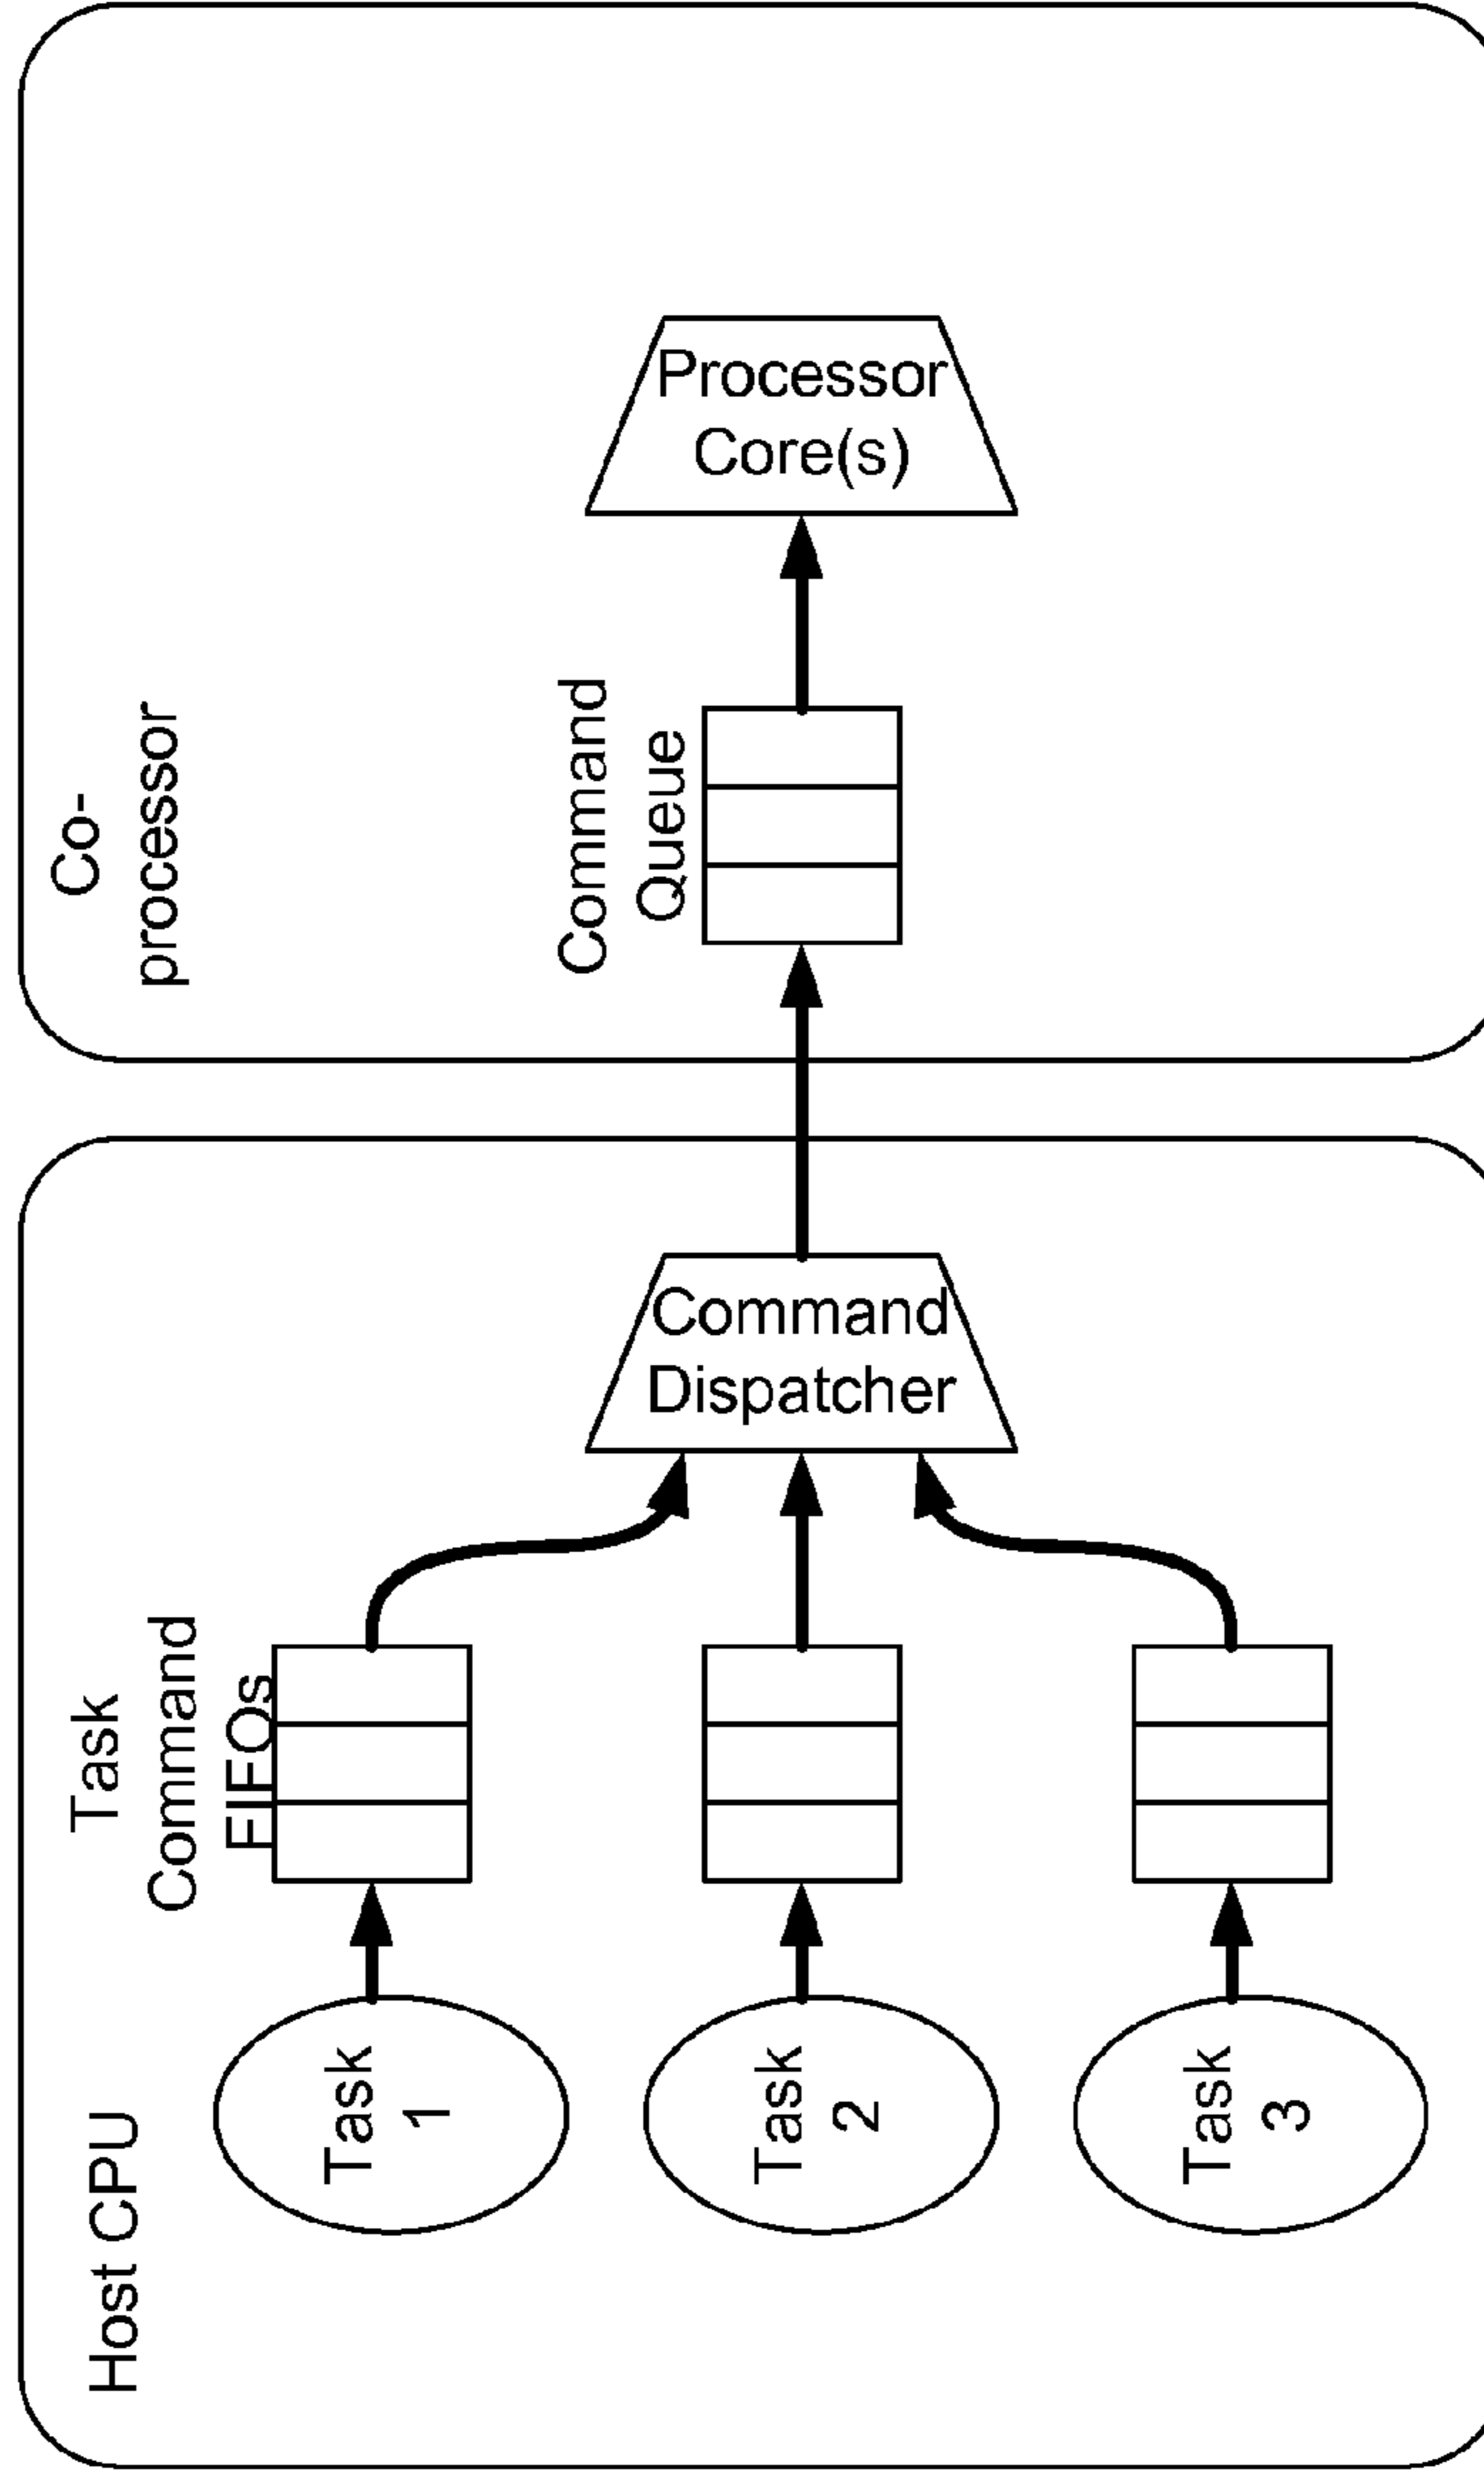 Host CPU
Task
Command
FIFOs
Task
1
Task
2
Task
3
Command
Dispatcher
Co-
processor
Command
Queue
Processor
Core(s)